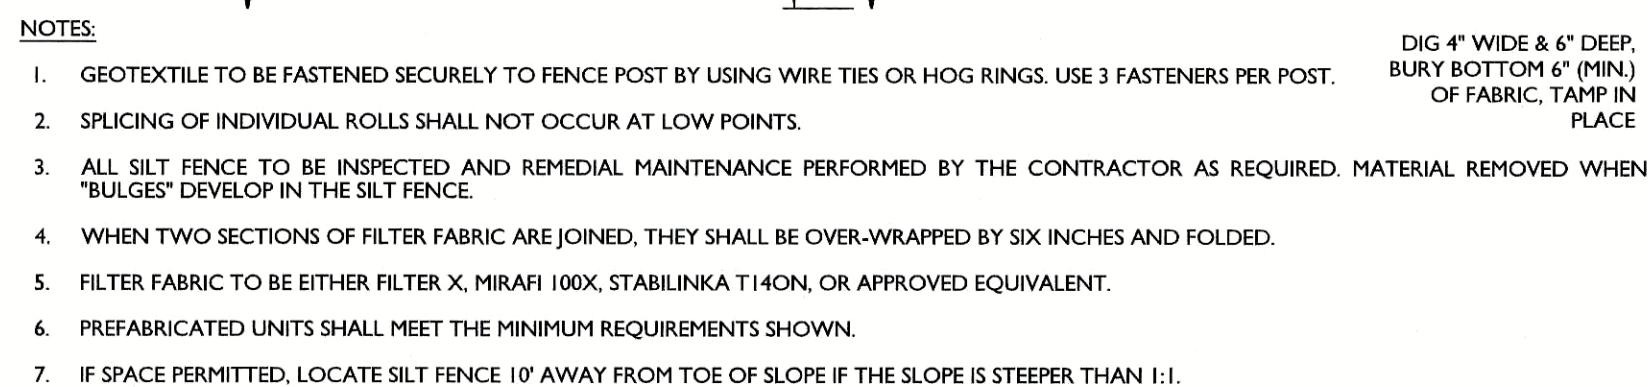 NOTES:
1. GEOTEXTILE TO BE FASTENED SECURELY TO FENCE POST BY USING WIRE TIES OR HOG RINGS. USE 3 FASTENERS PER POST.
2. SPLICING OF INDIVIDUAL ROLLS SHALL NOT OCCUR AT LOW POINTS.
3. ALL SILT FENCE TO BE INSPECTED AND REMEDIAL MAINTENANCE PERFORMED BY THE CONTRACTOR AS REQUIRED. MATERIAL REMOVED WHEN
"BULGES" DEVELOP IN THE SILT FENCE.
4. WHEN TWO SECTIONS OF FILTER FABRIC ARE JOINED, THEY SHALL BE OVER-WRAPPED BY SIX INCHES AND FOLDED.
5. FILTER FABRIC TO BE EITHER FILTER X, MIRAFI 100X, STABILINKA T14ON, OR APPROVED EQUIVALENT.
6. PREFABRICATED UNITS SHALL MEET THE MINIMUM REQUIREMENTS SHOWN.
7. IF SPACE PERMITTED, LOCATE SILT FENCE 10' AWAY FROM TOE OF SLOPE IF THE SLOPE IS STEEPER THAN 1:1.
DIG 4" WIDE & 6" DEEP,
BURY BOTTOM 6" (MIN.)
OF FABRIC, TAMP IN
PLACE